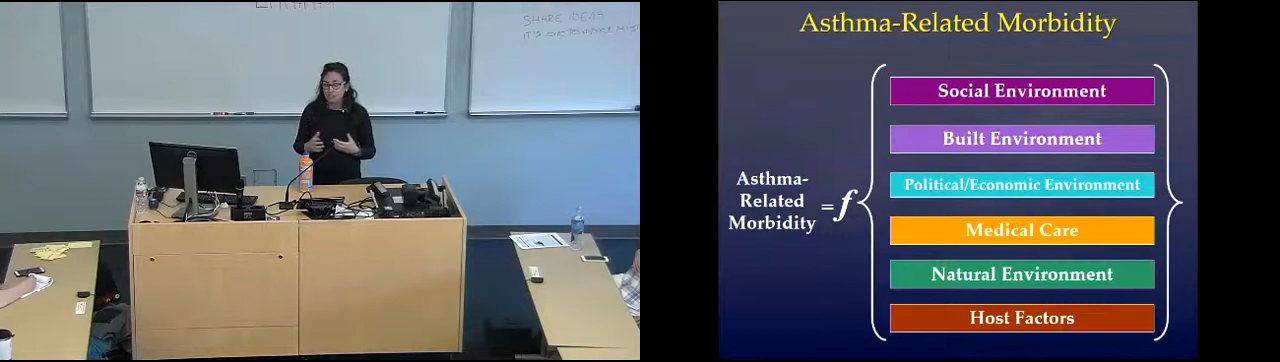 SHARE IDEAS
Asthma-Related Morbidity
Asthma-
Related
Morbidity
= f
Social Environment
Built Environment
Political/Economic Environment
Medical Care
Natural Environment
Host Factors